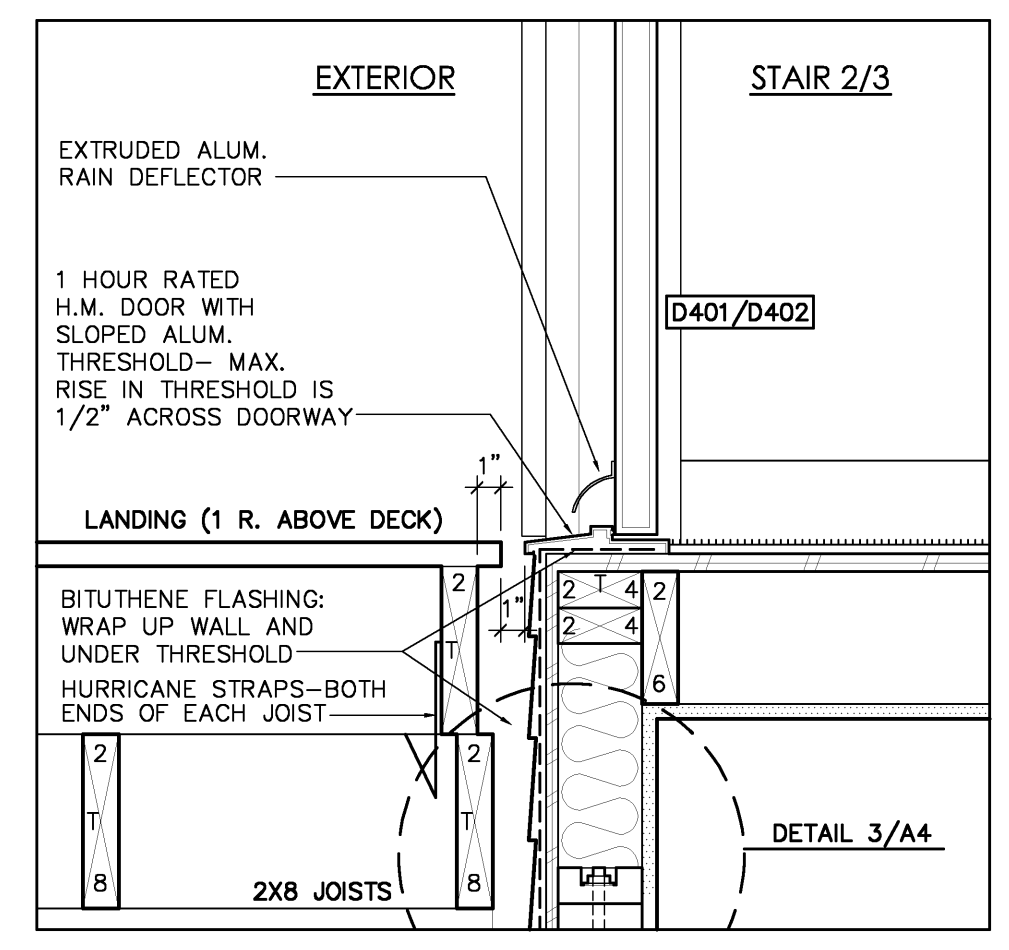 EXTERIOR
STAIR 2/3
EXTRUDED ALUM.
RAIN DEFLECTOR
1 HOUR RATED
H.M. DOOR WITH
SLOPED ALUM.
THRESHOLD– MAX.
RISE IN THRESHOLD IS
1/2" ACROSS DOORWAY
D401/D402
1"
LANDING (1 R. ABOVE DECK)
BITUTHENE FLASHING:
WRAP UP WALL AND
UNDER THRESHOLD
HURRICANE STRAPS–BOTH
ENDS OF EACH JOIST
2
T
1"
2 T 4
2 4
2
6
2
T
8
2
T
8
2X8 JOISTS
DETAIL 3/A4